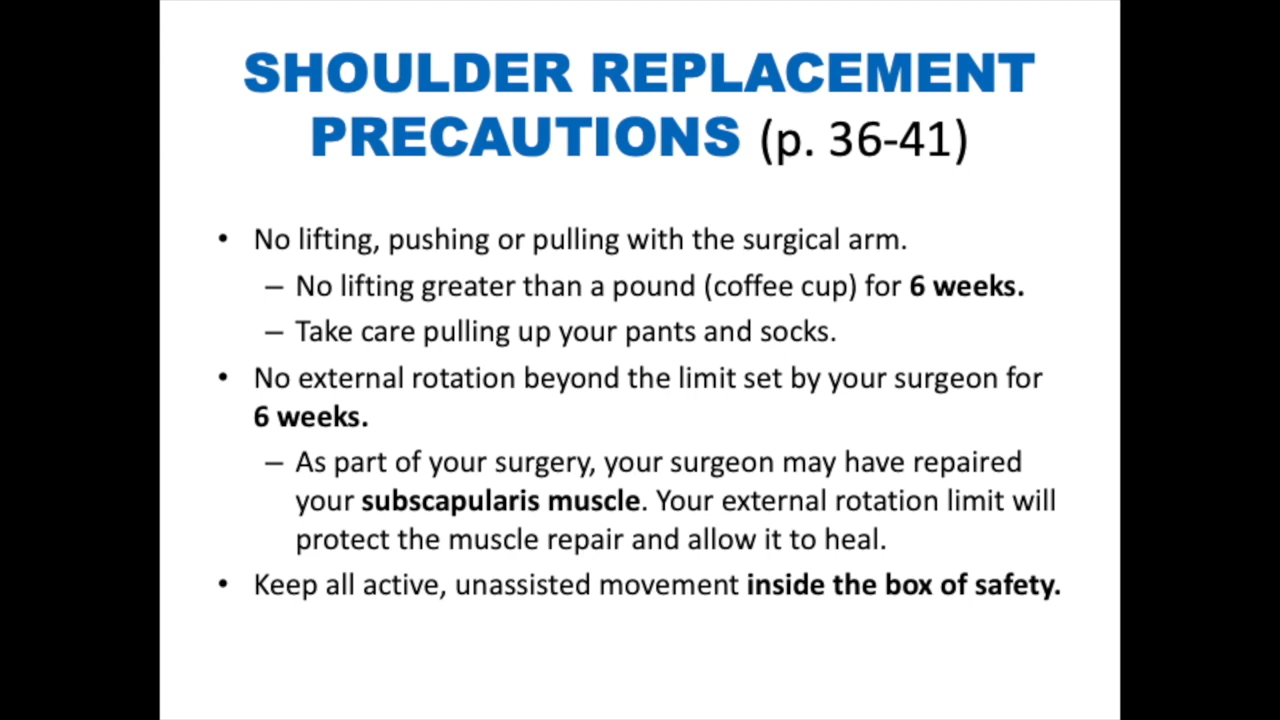 SHOULDER REPLACEMENT
PRECAUTIONS (p. 36-41)
• No lifting, pushing or pulling with the surgical arm.
– No lifting greater than a pound (coffee cup) for 6 weeks.
– Take care pulling up your pants and socks.
• No external rotation beyond the limit set by your surgeon for
6 weeks.
– As part of your surgery, your surgeon may have repaired
your subscapularis muscle. Your external rotation limit will
protect the muscle repair and allow it to heal.
• Keep all active, unassisted movement inside the box of safety.